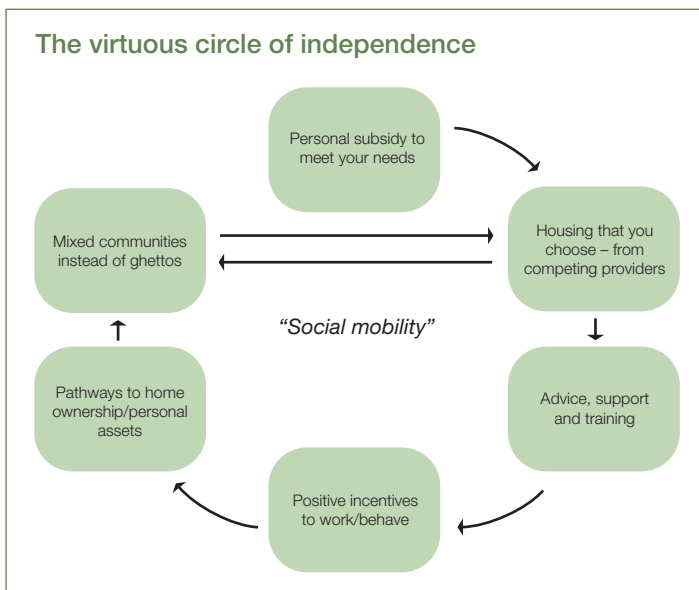 The virtuous circle of independence
Personal subsidy to
meet your needs
Housing that you
choose – from
competing providers
Advice, support
and training
Positive incentives
to work/behave
Pathways to home
ownership/personal
assets
Mixed communities
instead of ghettos
“Social mobility”